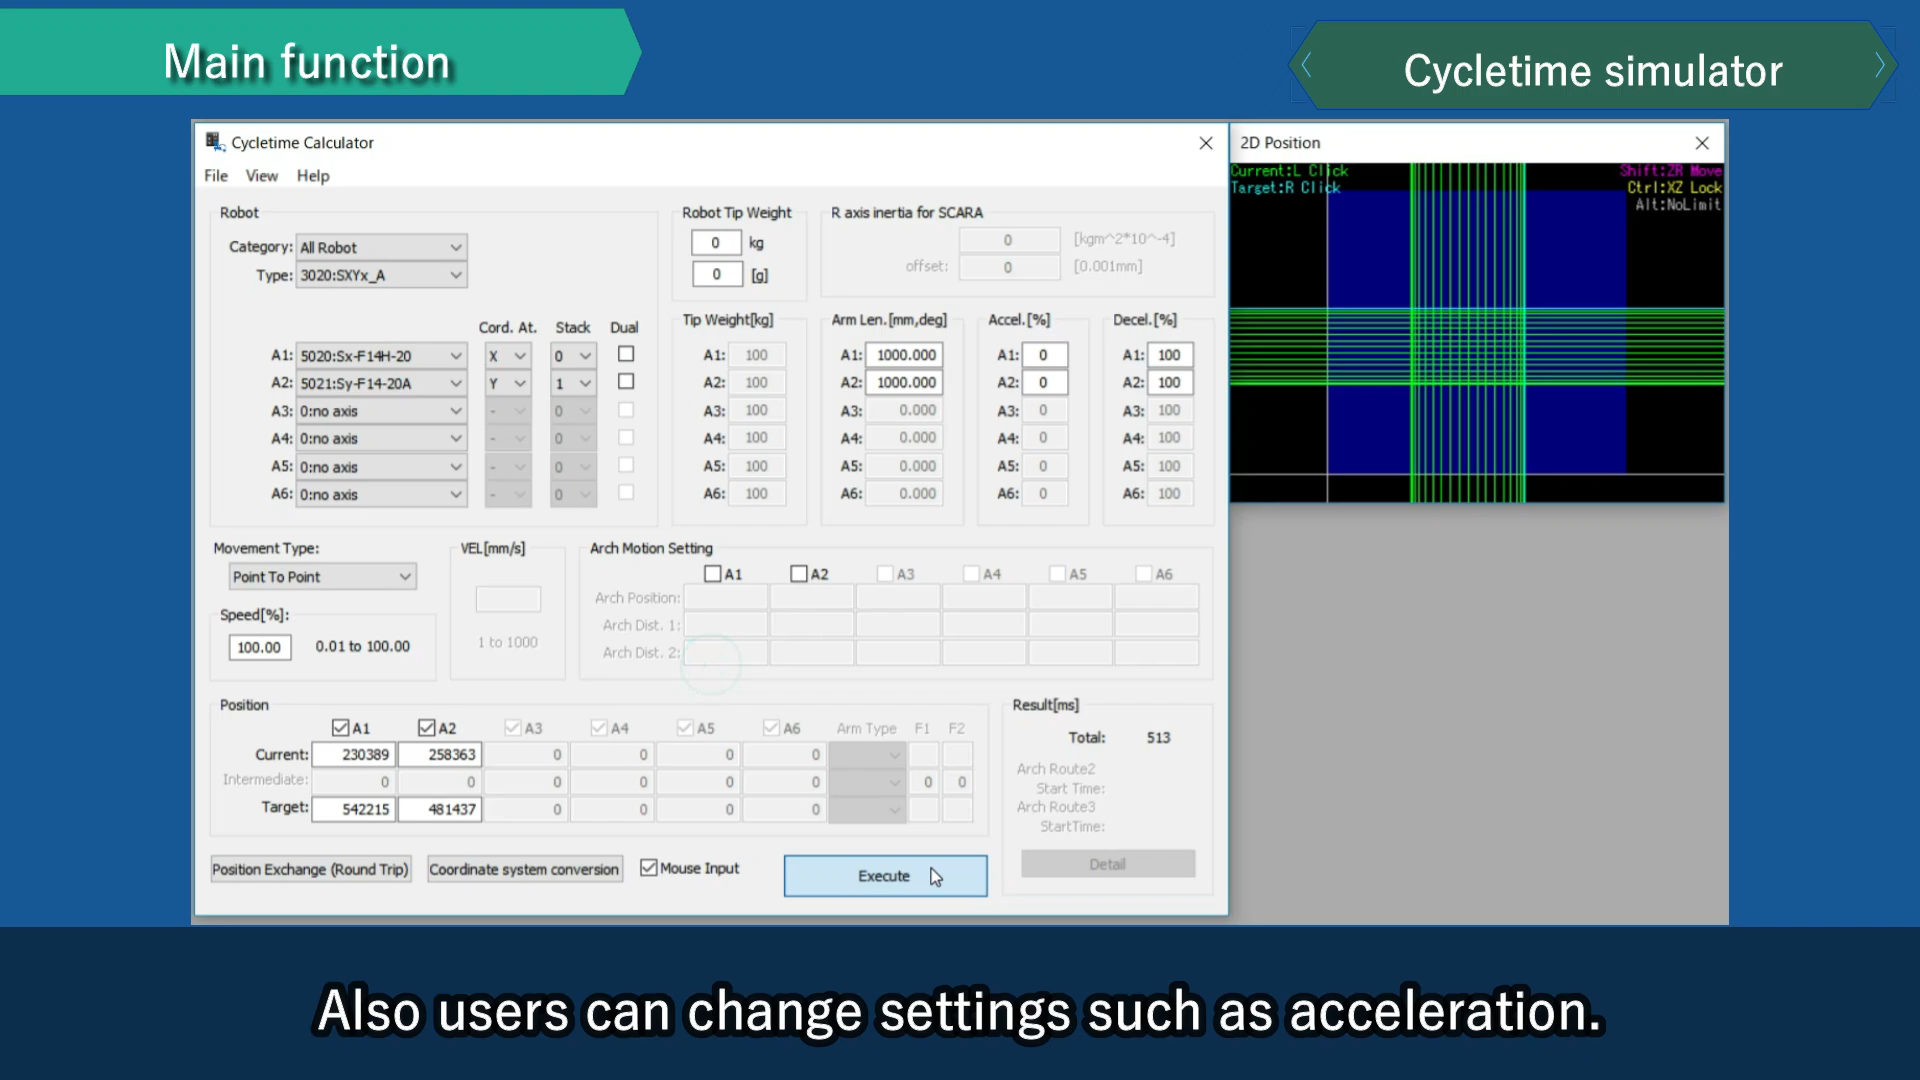 Main function
Cycletime simulator
Cycletime Calculator
File View Help
Robot
Category: All Robot
Type: 3020:SXYx_A
Cord. At. Stack Dual
A1: 5020:Sx-F14H-20 X 0
A2: 5021:Sy-F14-20A Y 1
A3: 0:no axis - 0
A4: 0:no axis - 0
A5: 0:no axis - 0
A6: 0:no axis - 0
Robot Tip Weight
0 kg
0 [g]
R axis inertia for SCARA
0 [kgm^2*10^-4]
offset: 0 [0.001mm]
Tip Weight[kg]
A1: 100
A2: 100
A3: 100
A4: 100
A5: 100
A6: 100
Arm Len.[mm,deg]
A1: 1000.000
A2: 1000.000
A3: 0.000
A4: 0.000
A5: 0.000
A6: 0.000
Accel.[%]
A1: 0
A2: 0
A3: 0
A4: 0
A5: 0
A6: 0
Decel.[%]
A1: 100
A2: 100
A3: 100
A4: 100
A5: 100
A6: 100
Movement Type:
Point To Point
Speed[%]:
100.00 0.01 to 100.00
VEL[mm/s]
1 to 1000
Arch Motion Setting
A1 A2 A3 A4 A5 A6
Arch Position:
Arch Dist. 1:
Arch Dist. 2:
Position
A1 A2 A3 A4 A5 A6 Arm Type F1 F2
Current: 230389 258363 0 0 0 0
Intermediate: 0 0 0 0 0 0 0 0
Target: 542215 481437 0 0 0 0
Position Exchange (Round Trip) Coordinate system conversion Mouse Input Execute
Result[ms]
Total: 513
Arch Route2
Start Time:
Arch Route3
StartTime:
Detail
2D Position
Current:L Click Shift:ZR Move
Target:R Click Ctrl:XZ Lock
Alt:NoLimit
Also users can change settings such as acceleration.